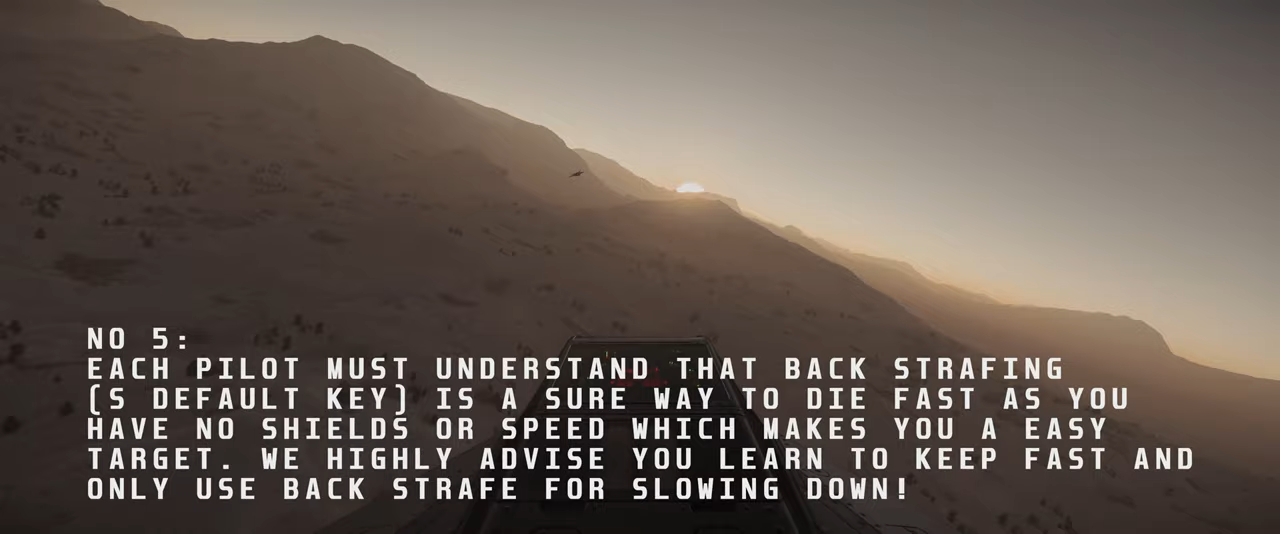 NO 5:
EACH PILOT MUST UNDERSTAND THAT BACK STRAFING
(S DEFAULT KEY) IS A SURE WAY TO DIE FAST AS YOU
HAVE NO SHIELDS OR SPEED WHICH MAKES YOU A EASY
TARGET. WE HIGHLY ADVISE YOU LEARN TO KEEP FAST AND
ONLY USE BACK STRAFE FOR SLOWING DOWN!